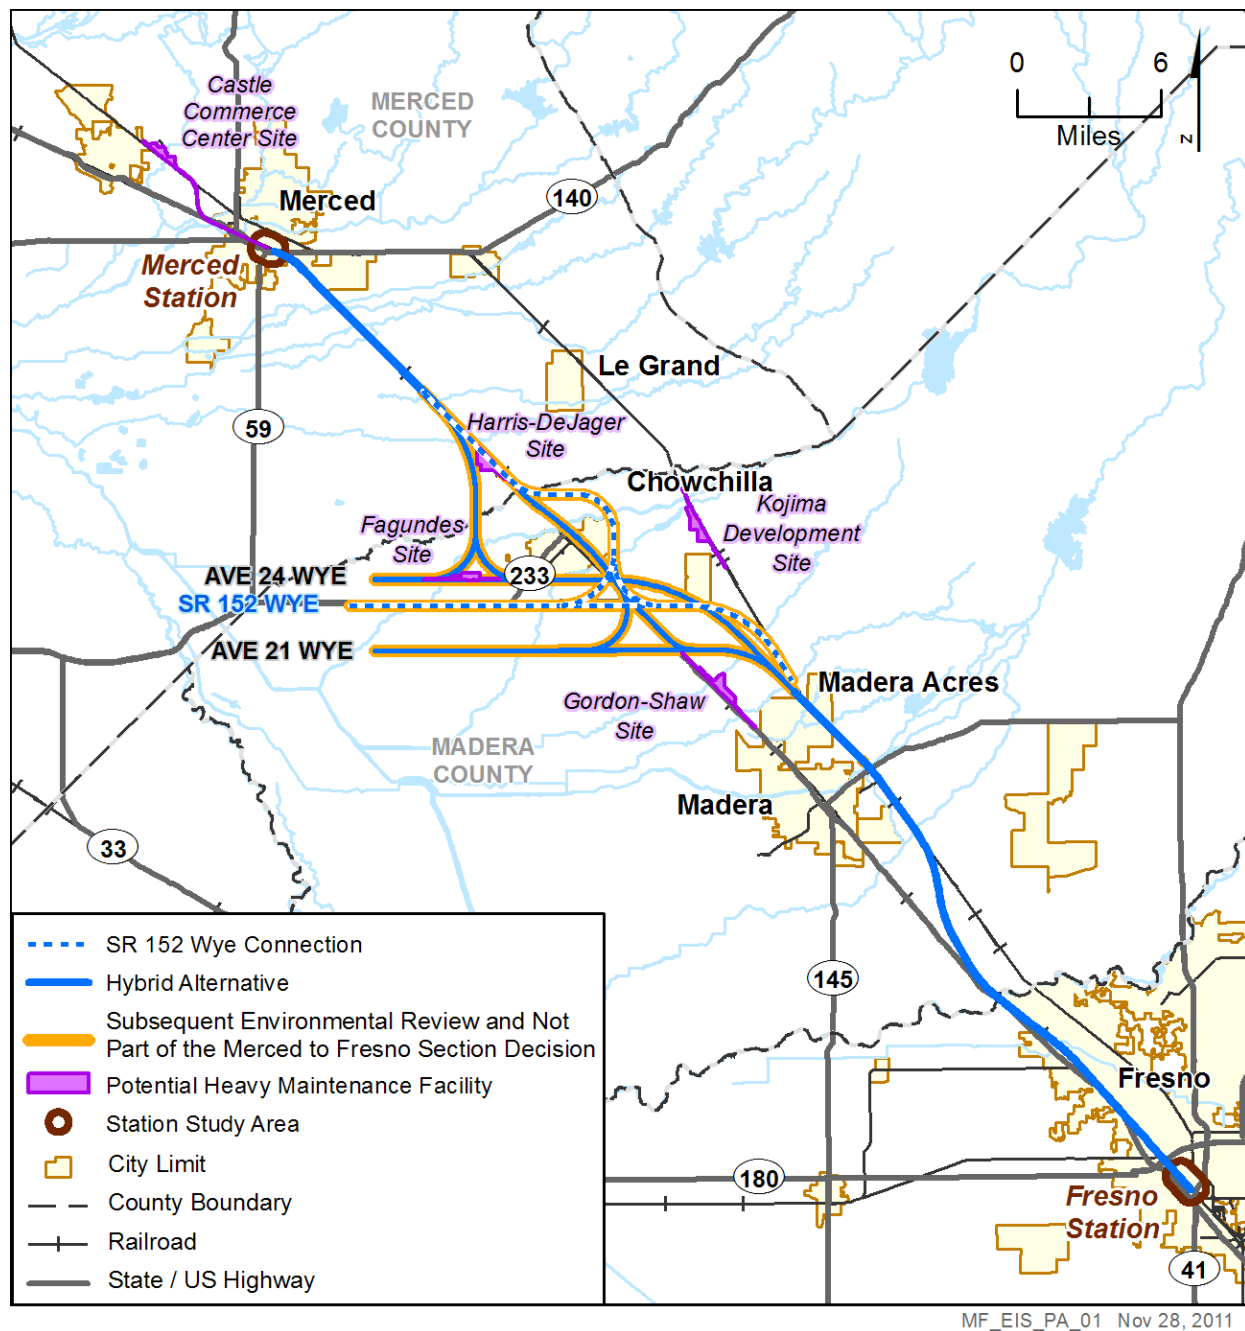 Castle
Commerce
Center Site
MERCED
COUNTY
0 6
Miles
z
Merced
140
Merced
Station
Le Grand
59
Harris-DeJager
Site
Chowchilla
Kojima
Development
Site
Fagundes
Site
AVE 24 WYE
233
SR 152 WYE
AVE 21 WYE
Madera Acres
Gordon-Shaw
Site
MADERA
COUNTY
Madera
33
145
Fresno
180
Fresno
Station
41
SR 152 Wye Connection
Hybrid Alternative
Subsequent Environmental Review and Not
Part of the Merced to Fresno Section Decision
Potential Heavy Maintenance Facility
Station Study Area
City Limit
County Boundary
Railroad
State / US Highway
MF_EIS_PA_01 Nov 28, 2011